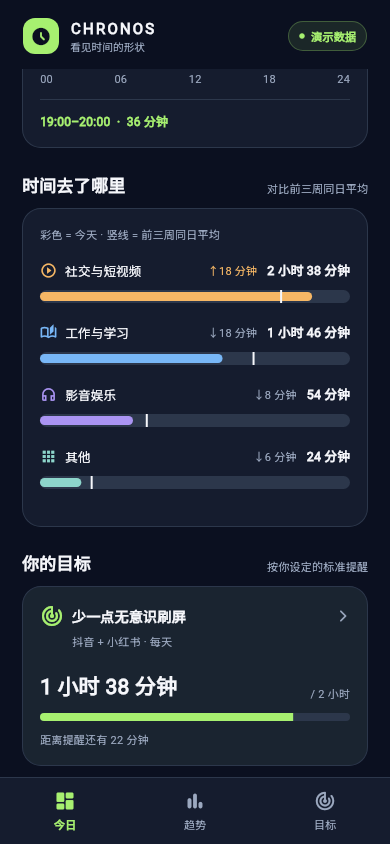 CHRONOS
看见时间的形状
演示数据
00 06 12 18 24
19:00–20:00 · 36 分钟
时间去了哪里 对比前三周同日平均
彩色 = 今天 · 竖线 = 前三周同日平均
社交与短视频 ↑18 分钟 2 小时 38 分钟
工作与学习 ↓18 分钟 1 小时 46 分钟
影音娱乐 ↓8 分钟 54 分钟
其他 ↓6 分钟 24 分钟
你的目标 按你设定的标准提醒
少一点无意识刷屏
抖音 + 小红书 · 每天
1 小时 38 分钟 / 2 小时
距离提醒还有 22 分钟
今日 趋势 目标